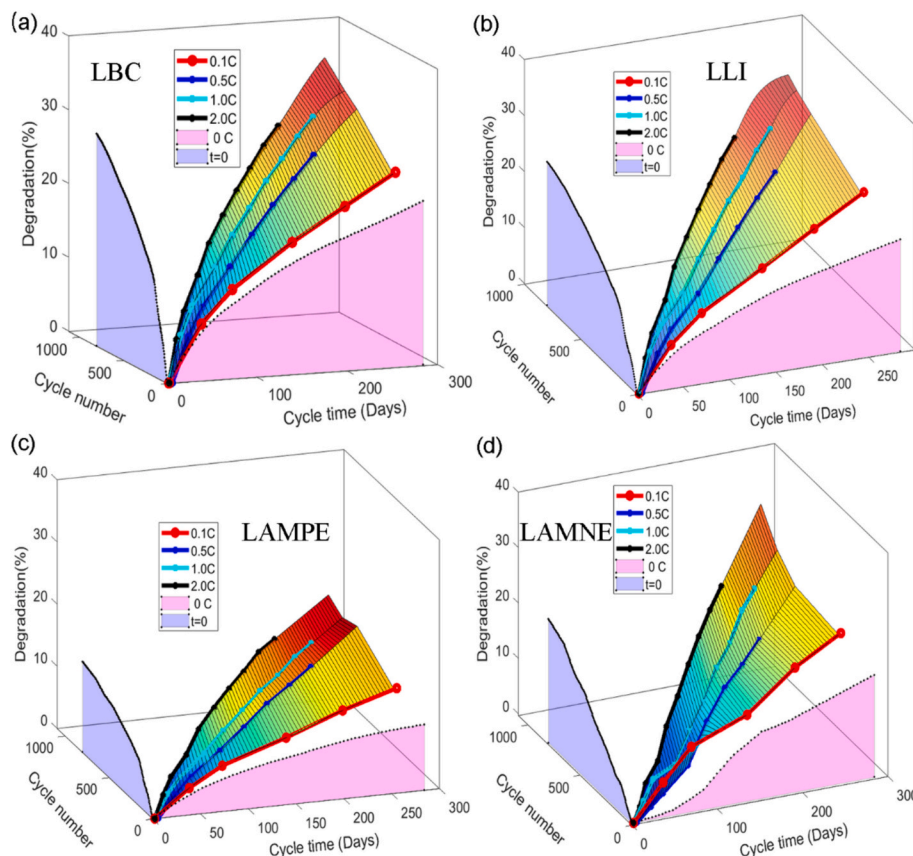 (a)
LBC
0.1C
0.5C
1.0C
2.0C
0 C
t=0
Degradation(%)
40
30
20
10
0
1000
500
0
Cycle number
0
100
200
300
Cycle time (Days)
(b)
LLI
0.1C
0.5C
1.0C
2.0C
0 C
t=0
Degradation(%)
40
30
20
10
0
1000
500
0
Cycle number
0
50
100
150
200
250
Cycle time (Days)
(c)
LAMPE
0.1C
0.5C
1.0C
2.0C
0 C
t=0
Degradation(%)
40
30
20
10
0
1000
500
0
Cycle number
0
50
100
150
200
250
300
Cycle time (Days)
(d)
LAMNE
0.1C
0.5C
1.0C
2.0C
0 C
t=0
Degradation(%)
40
30
20
10
0
1000
500
0
Cycle number
0
100
200
300
Cycle time (Days)